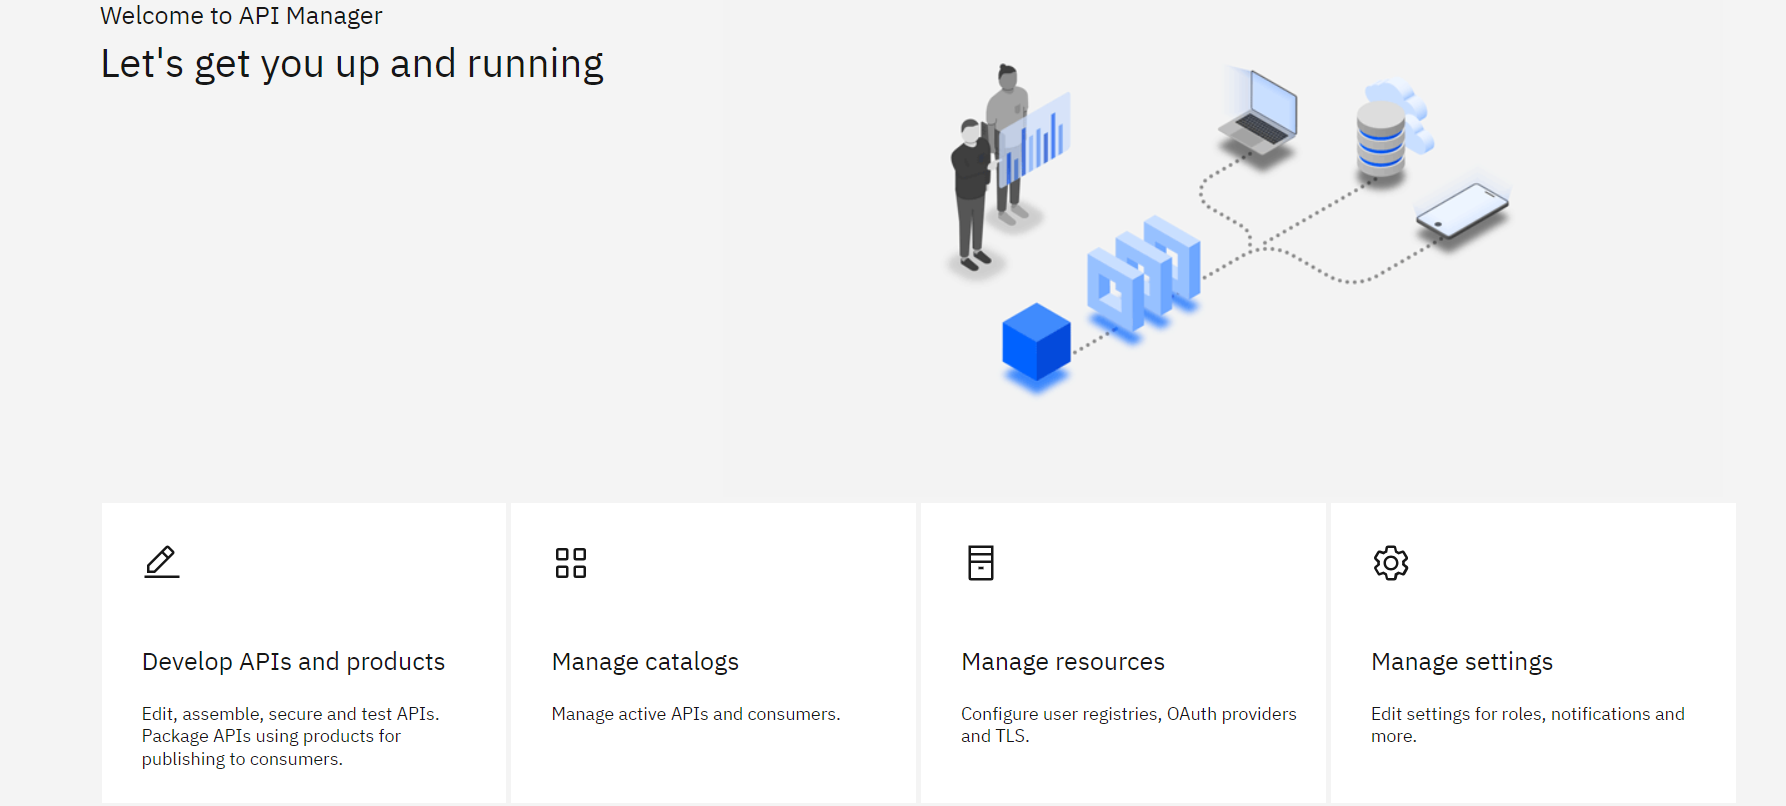 Welcome to API Manager
Let's get you up and running
Develop APIs and products
Edit, assemble, secure and test APIs.
Package APIs using products for
publishing to consumers.
Manage catalogs
Manage active APIs and consumers.
Manage resources
Configure user registries, OAuth providers
and TLS.
Manage settings
Edit settings for roles, notifications and
more.